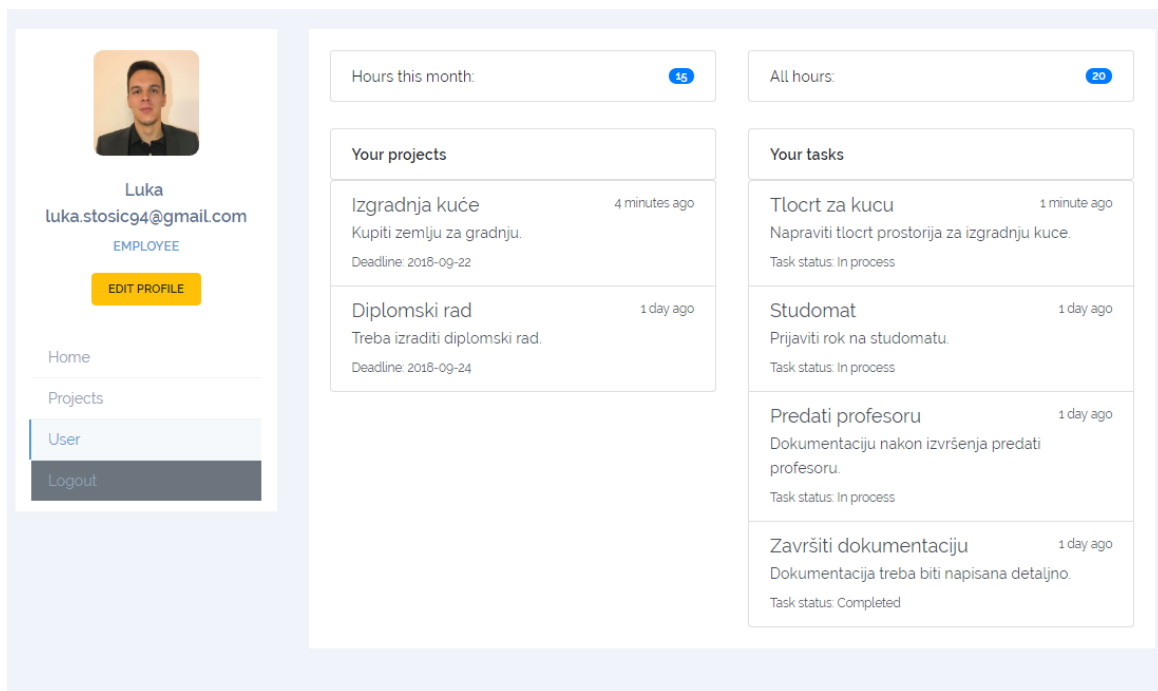 Luka
luka.stosic94@gmail.com
EMPLOYEE
EDIT PROFILE
Home
Projects
User
Logout
Hours this month:
15
All hours:
20
Your projects
Izgradnja kuće
4 minutes ago
Kupiti zemlju za gradnju.
Deadline: 2018-09-22
Diplomski rad
1 day ago
Treba izraditi diplomski rad.
Deadline: 2018-09-24
Your tasks
Tlocrt za kucu
1 minute ago
Napraviti tlocrt prostorija za izgradnju kuce.
Task status: In process
Studomat
1 day ago
Prijaviti rok na studomatu.
Task status: In process
Predati profesoru
1 day ago
Dokumentaciju nakon izvršenja predati
profesoru.
Task status: In process
Završiti dokumentaciju
1 day ago
Dokumentacija treba biti napisana detaljno.
Task status: Completed